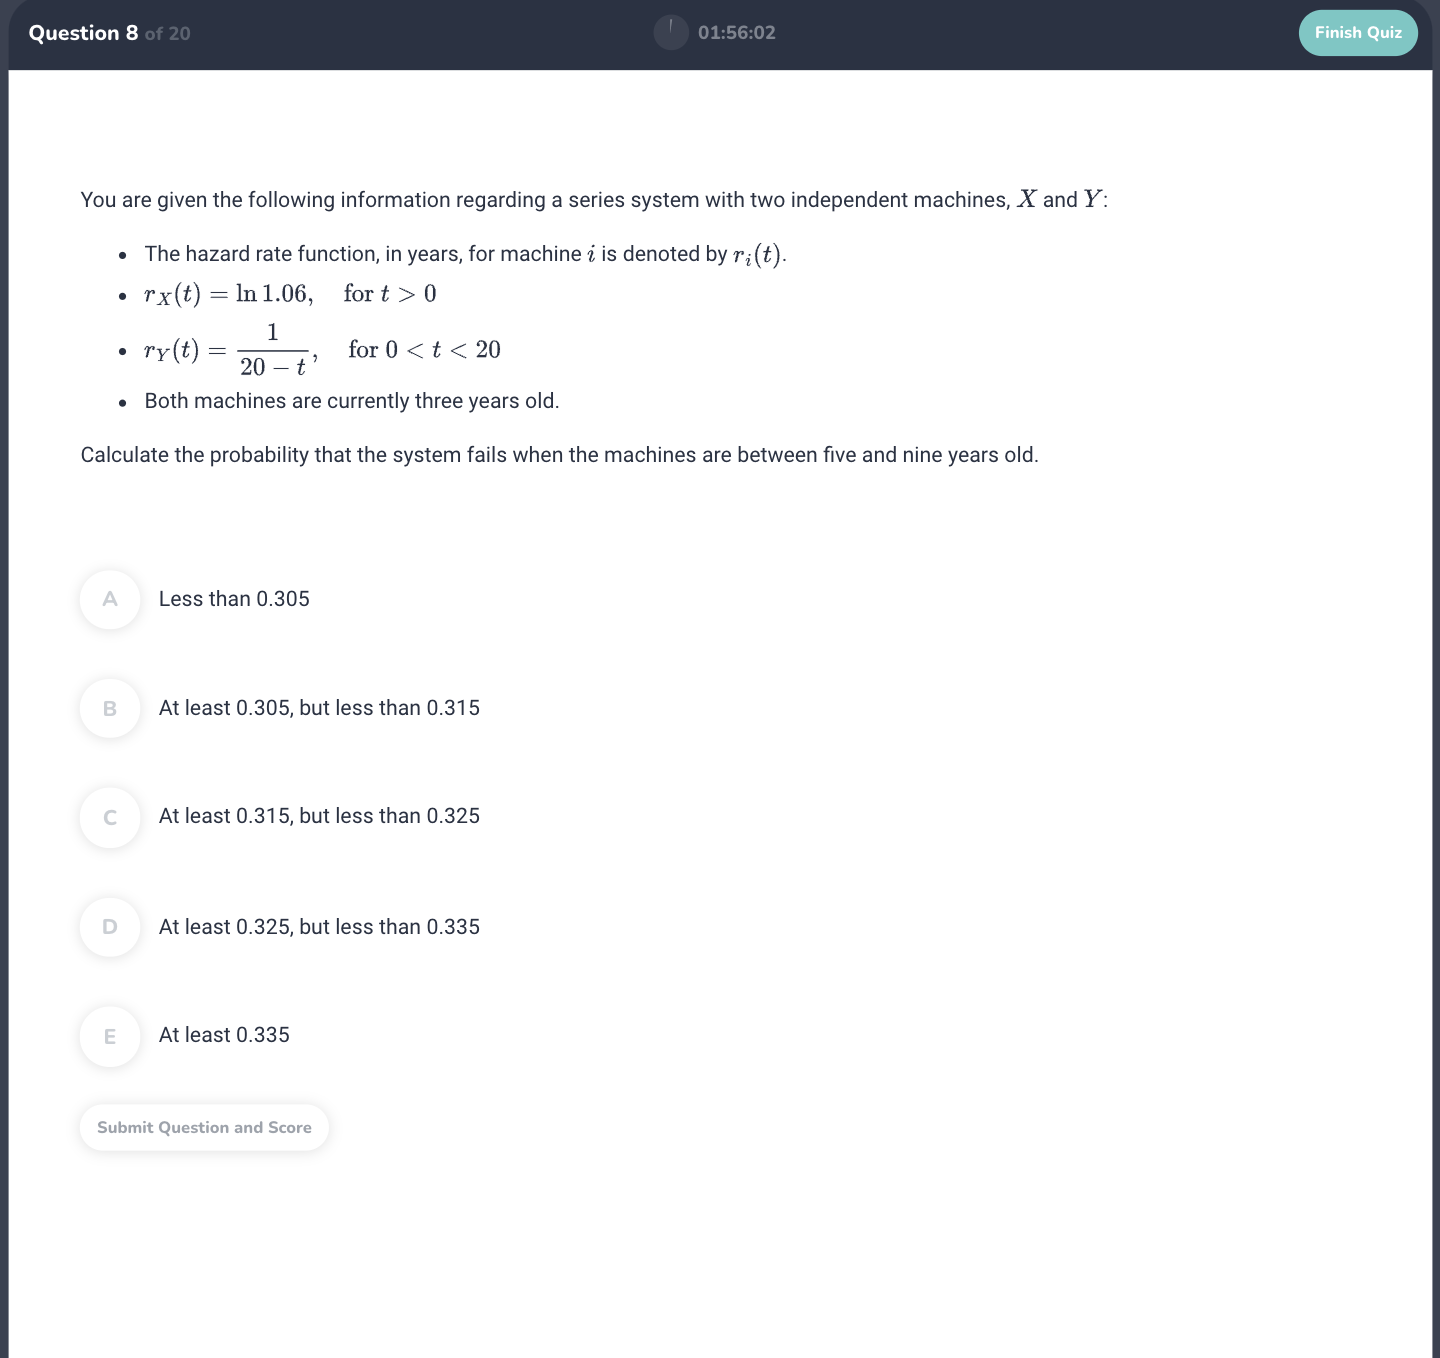 Question 8 of 20
01:56:02
Finish Quiz
You are given the following information regarding a series system with two independent machines, X and Y:
• The hazard rate function, in years, for machine i is denoted by r_i(t).
• r_X(t) = ln 1.06, for t > 0
• r_Y(t) = 1/(20 − t), for 0 < t < 20
• Both machines are currently three years old.
Calculate the probability that the system fails when the machines are between five and nine years old.
A Less than 0.305
B At least 0.305, but less than 0.315
C At least 0.315, but less than 0.325
D At least 0.325, but less than 0.335
E At least 0.335
Submit Question and Score